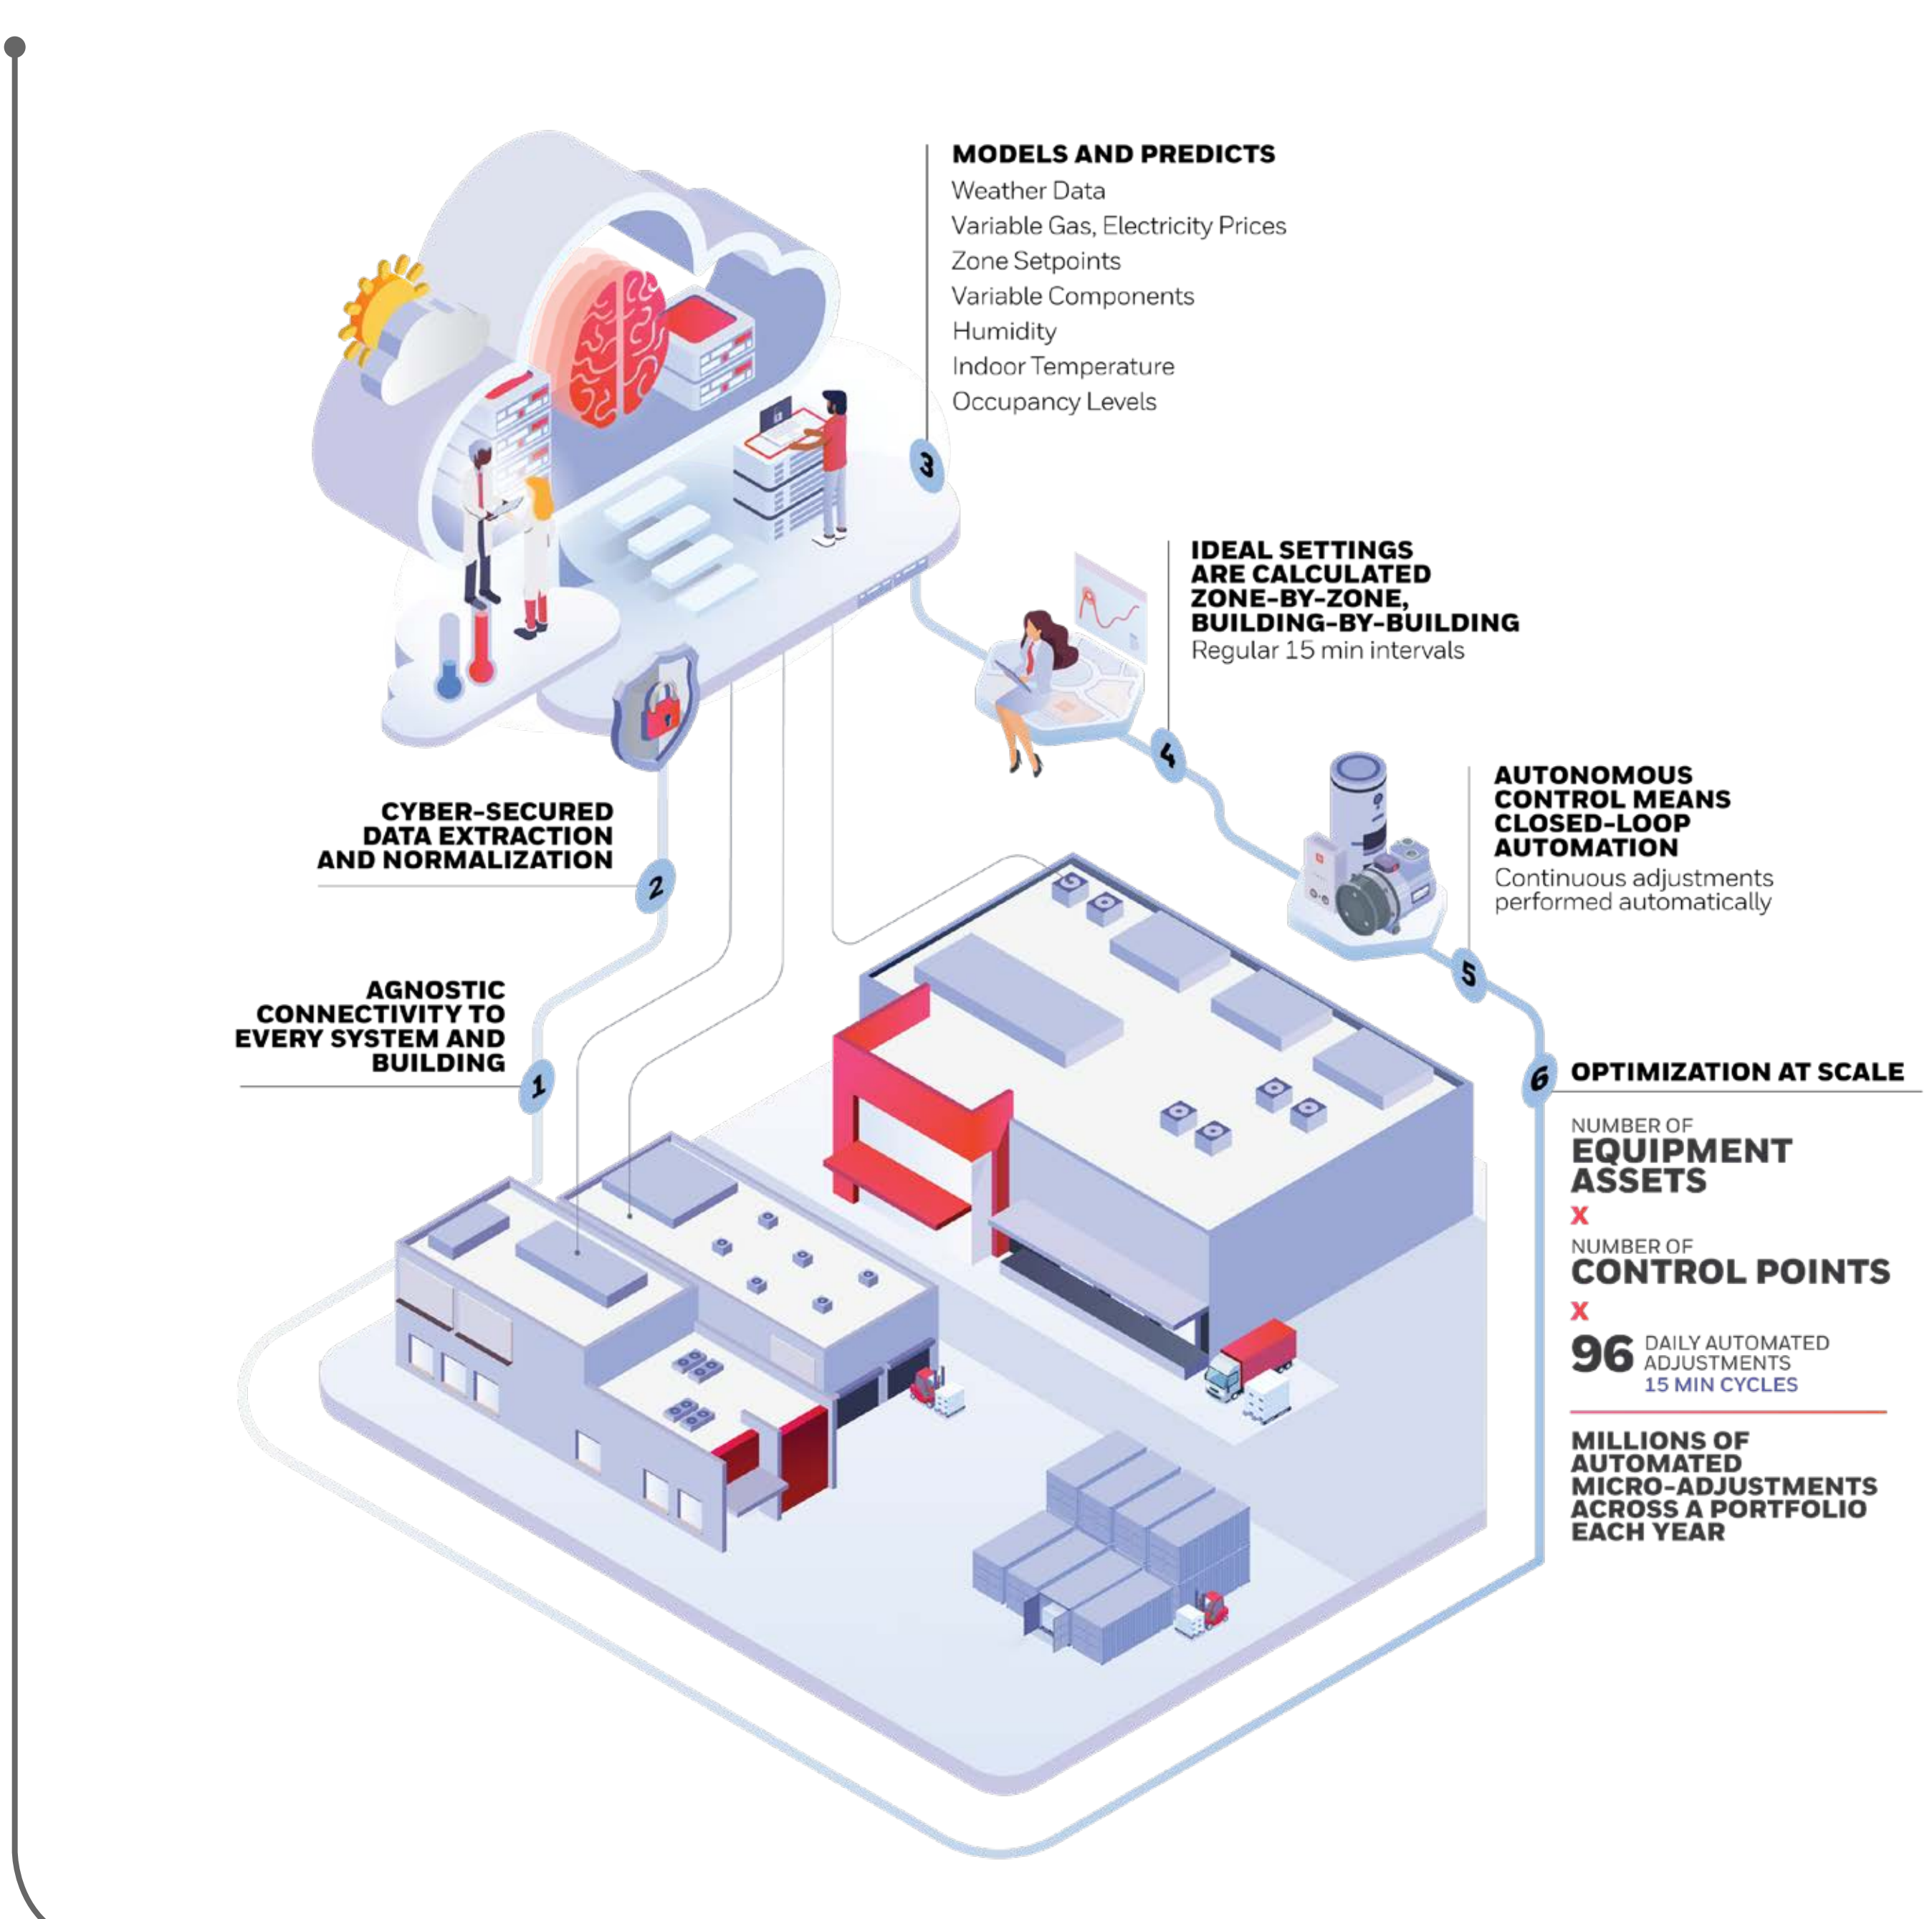 MODELS AND PREDICTS
Weather Data
Variable Gas, Electricity Prices
Zone Setpoints
Variable Components
Humidity
Indoor Temperature
Occupancy Levels
3
IDEAL SETTINGS
ARE CALCULATED
ZONE-BY-ZONE,
BUILDING-BY-BUILDING
Regular 15 min intervals
4
AUTONOMOUS
CONTROL MEANS
CLOSED-LOOP
AUTOMATION
Continuous adjustments
performed automatically
5
CYBER-SECURED
DATA EXTRACTION
AND NORMALIZATION
2
AGNOSTIC
CONNECTIVITY TO
EVERY SYSTEM AND
BUILDING
1
6
OPTIMIZATION AT SCALE
NUMBER OF
EQUIPMENT
ASSETS
X
NUMBER OF
CONTROL POINTS
X
96 DAILY AUTOMATED
ADJUSTMENTS
15 MIN CYCLES
MILLIONS OF
AUTOMATED
MICRO-ADJUSTMENTS
ACROSS A PORTFOLIO
EACH YEAR